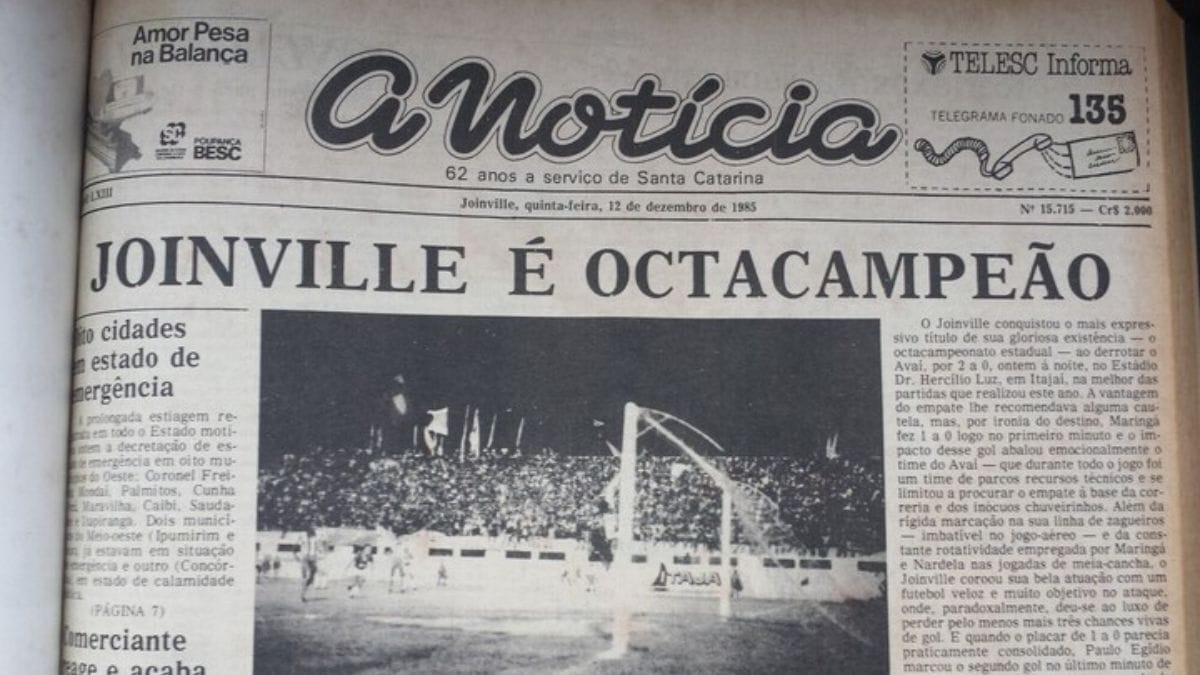 Amor Pesa
na Balança
POUPANÇA
BESC
a Notícia
62 anos a serviço de Santa Catarina
TELESC Informa
TELEGRAMA FONADO 135
LXIII
Joinville, quinta-feira, 12 de dezembro de 1985
Nº 15.715 — Cr$ 2.000
JOINVILLE É OCTACAMPEÃO
ito cidades
m estado de
mergência
A prolongada estiagem re-
em todo o Estado moti-
ontem a decretação de es-
de emergência em oito mu-
do Oeste: Coronel Frei-
Mondaí, Palmitos, Cunha
Maravilha, Caibi, Sauda-
e Itapiranga. Dois municí-
do Meio-oeste (Ipumirim e
já estavam em situação
emergência e outro (Concór-
em estado de calamidade
(PÁGINA 7)
Comerciante
reage e acaba
ITAJA
O Joinville conquistou o mais expres-
sivo título de sua gloriosa existência — o
octacampeonato estadual — ao derrotar o
Avaí, por 2 a 0, ontem à noite, no Estádio
Dr. Hercílio Luz, em Itajaí, na melhor das
partidas que realizou este ano. A vantagem
do empate lhe recomendava alguma cau-
tela, mas, por ironia do destino, Maringá
fez 1 a 0 logo no primeiro minuto e o im-
pacto desse gol abalou emocionalmente o
time do Avaí — que durante todo o jogo foi
um time de parcos recursos técnicos e se
limitou a procurar o empate à base da cor-
reria e dos inócuos chuveirinhos. Além da
rígida marcação na sua linha de zagueiros
— imbatível no jogo-aéreo — e da cons-
tante rotatividade empregada por Maringá
e Nardela nas jogadas de meia-cancha, o
Joinville coroou sua bela atuação com um
futebol veloz e muito objetivo no ataque,
onde, paradoxalmente, deu-se ao luxo de
perder pelo menos mais três chances vivas
de gol. E quando o placar de 1 a 0 parecia
praticamente consolidado, Paulo Egídio
marcou o segundo gol no último minuto de